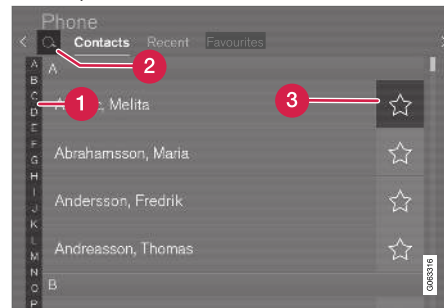 Phone
Contacts Recent Favourites
2
A
B
C
D
E
F
G
H
I
J
K
L
M
N
O
P
A
1
Melita
3
Abrahamsson, Maria
Andersson, Fredrik
Andreasson, Thomas
B
G063316